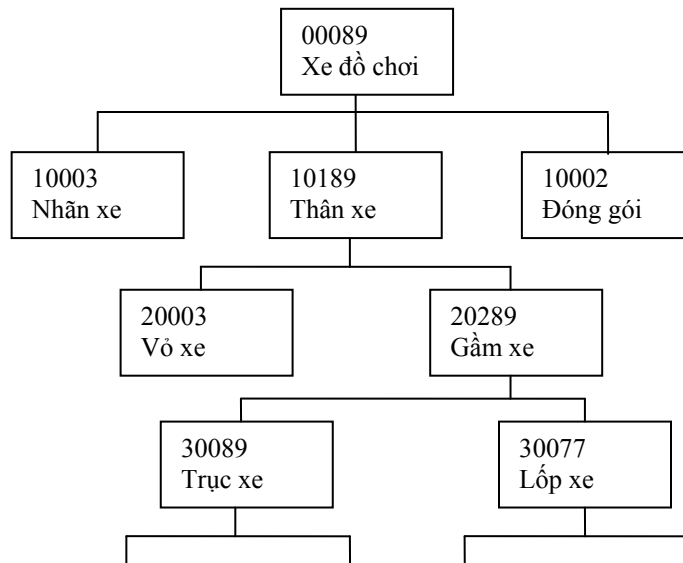 00089
Xe đồ chơi
10003
Nhãn xe
10189
Thân xe
10002
Đóng gói
20003
Vỏ xe
20289
Gầm xe
30089
Trục xe
30077
Lốp xe